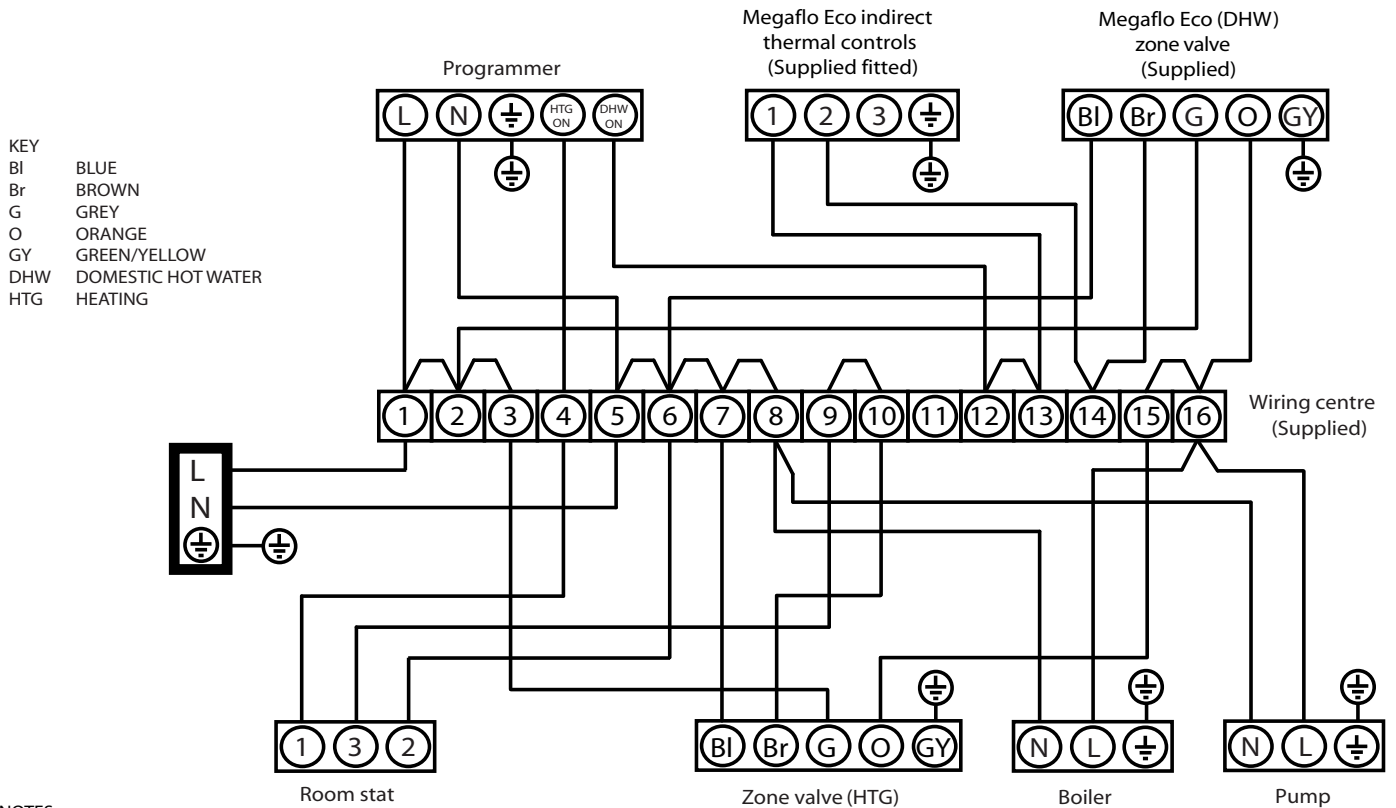 Megaflo Eco indirect
thermal controls
(Supplied fitted)
Megaflo Eco (DHW)
zone valve
(Supplied)
Programmer
L N HTG ON DHW ON
1 2 3
Bl Br G O GY
KEY
Bl BLUE
Br BROWN
G GREY
O ORANGE
GY GREEN/YELLOW
DHW DOMESTIC HOT WATER
HTG HEATING
1 2 3 4 5 6 7 8 9 10 11 12 13 14 15 16
Wiring centre
(Supplied)
L
N
1 3 2
Bl Br G O GY
N L
N L
Room stat
Zone valve (HTG)
Boiler
Pump